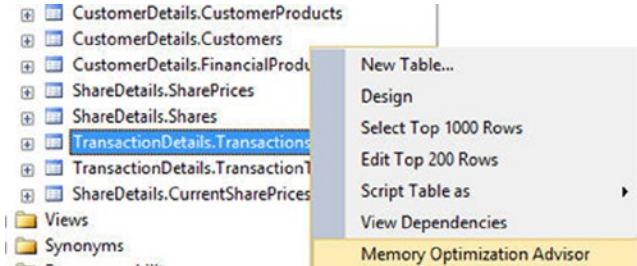 CustomerDetails.CustomerProducts
CustomerDetails.Customers
CustomerDetails.FinancialProdu
ShareDetails.SharePrices
ShareDetails.Shares
TransactionDetails.Transactions
TransactionDetails.TransactionT
ShareDetails.CurrentSharePrices
Views
Synonyms
New Table...
Design
Select Top 1000 Rows
Edit Top 200 Rows
Script Table as
View Dependencies
Memory Optimization Advisor